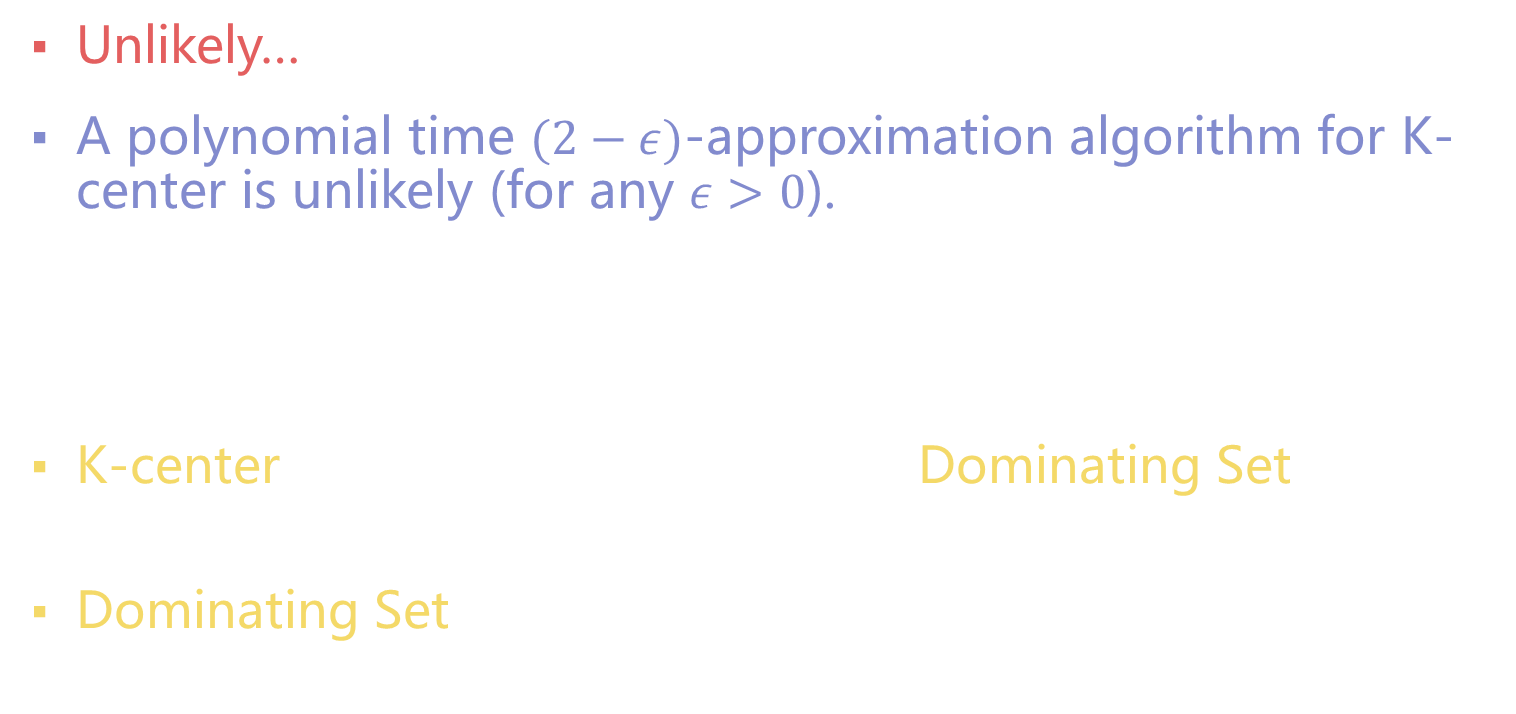 ▪ Unlikely...
▪ A polynomial time (2 − ϵ)-approximation algorithm for K-
center is unlikely (for any ϵ > 0).
▪ K-center Dominating Set
▪ Dominating Set